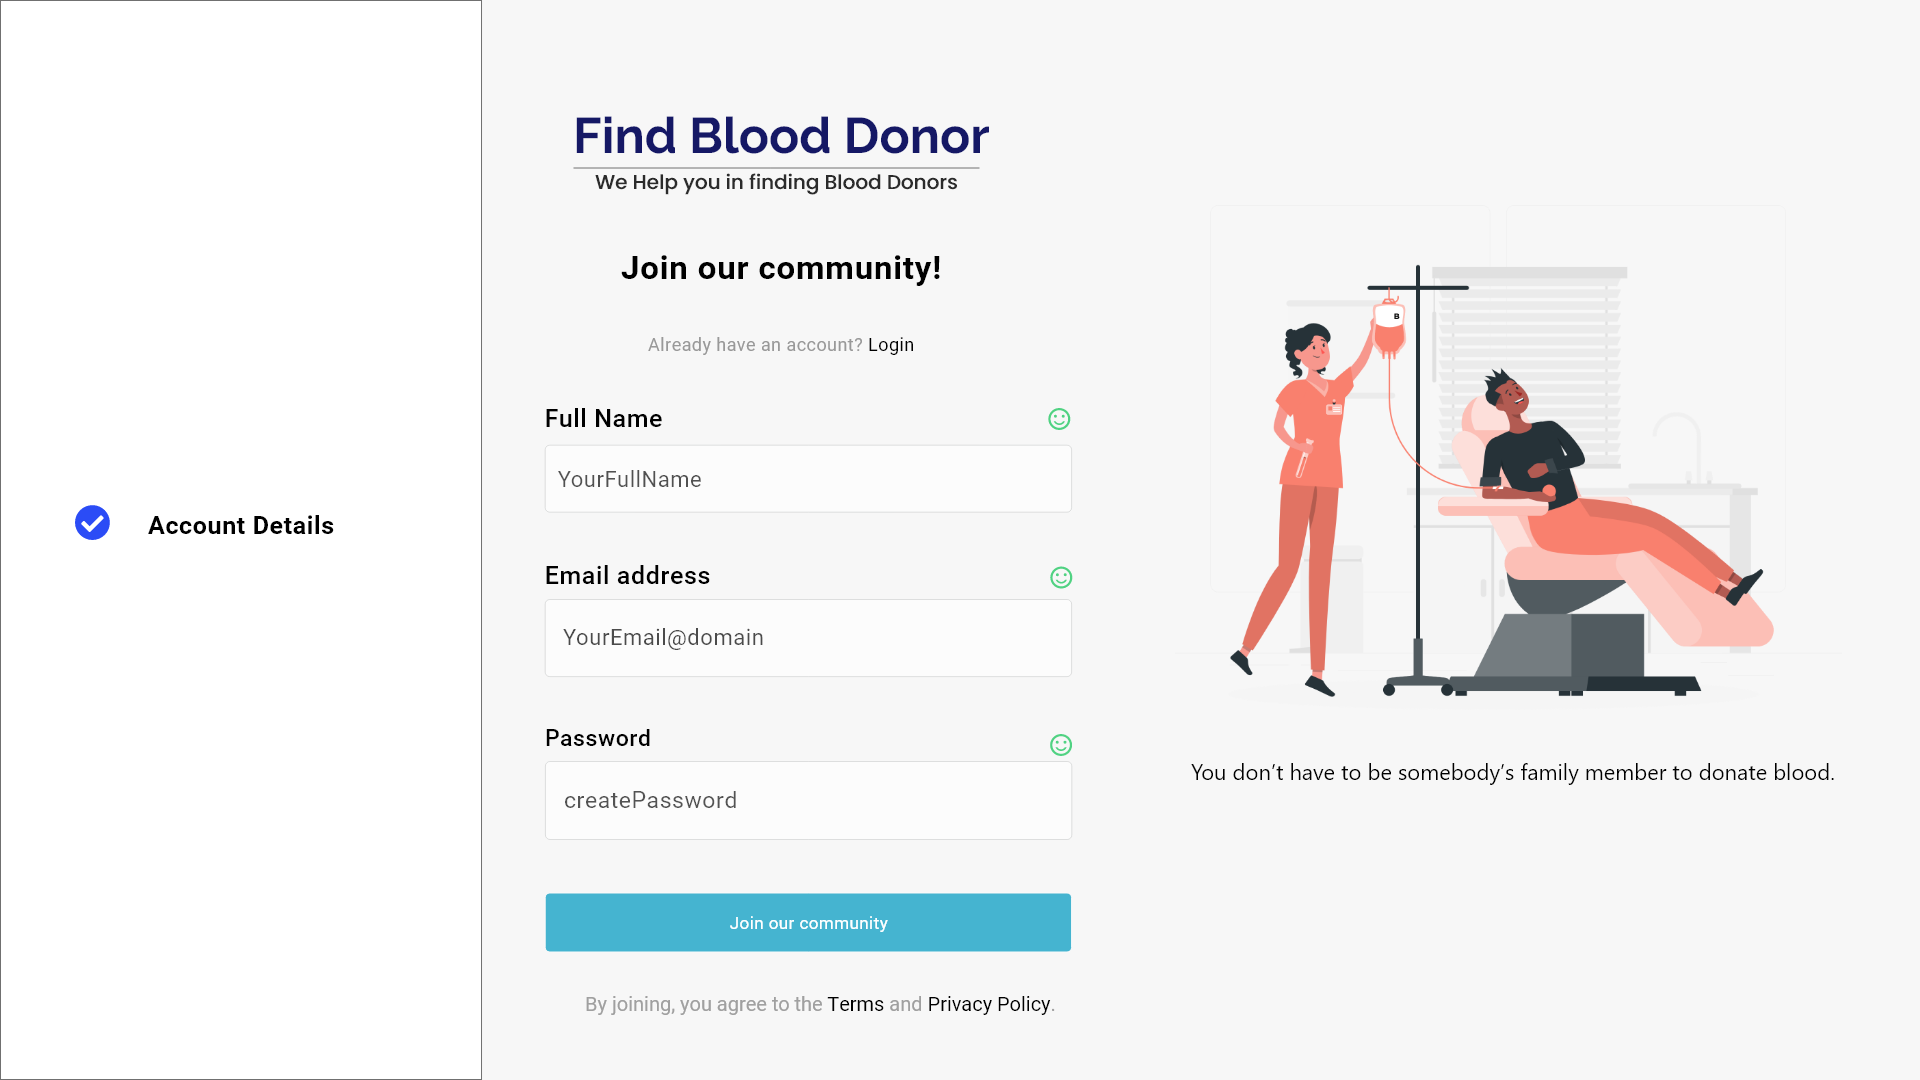 Account Details
Find Blood Donor
We Help you in finding Blood Donors
Join our community!
Already have an account? Login
Full Name
YourFullName
Email address
YourEmail@domain
Password
createPassword
Join our community
By joining, you agree to the Terms and Privacy Policy.
B
You don’t have to be somebody’s family member to donate blood.